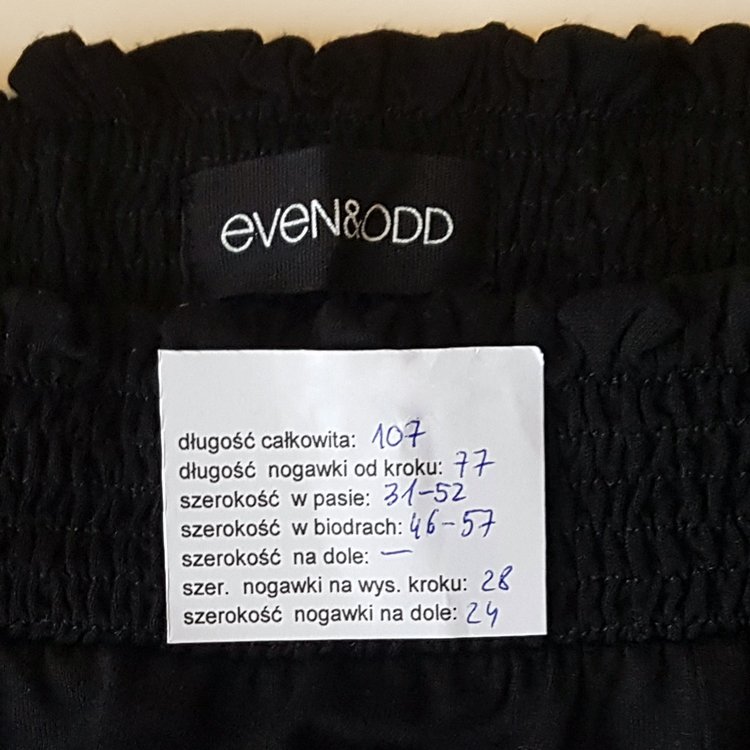 eveN&ODD
długość całkowita: 107
długość nogawki od kroku: 77
szerokość w pasie: 31-52
szerokość w biodrach: 46-57
szerokość na dole: —
szer. nogawki na wys. kroku: 28
szerokość nogawki na dole: 24